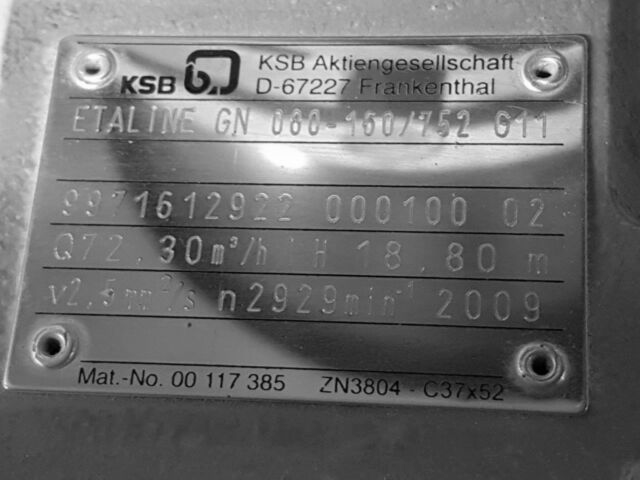 KSB KSB Aktiengesellschaft
D-67227 Frankenthal
ETALINE GN 080-160/752 G11
9971612922 000100 02
Q72,30m³/h H 18,80 m
ν2,5mm²/s n2929min⁻¹ 2009
Mat.-No. 00 117 385 ZN3804 - C37x52